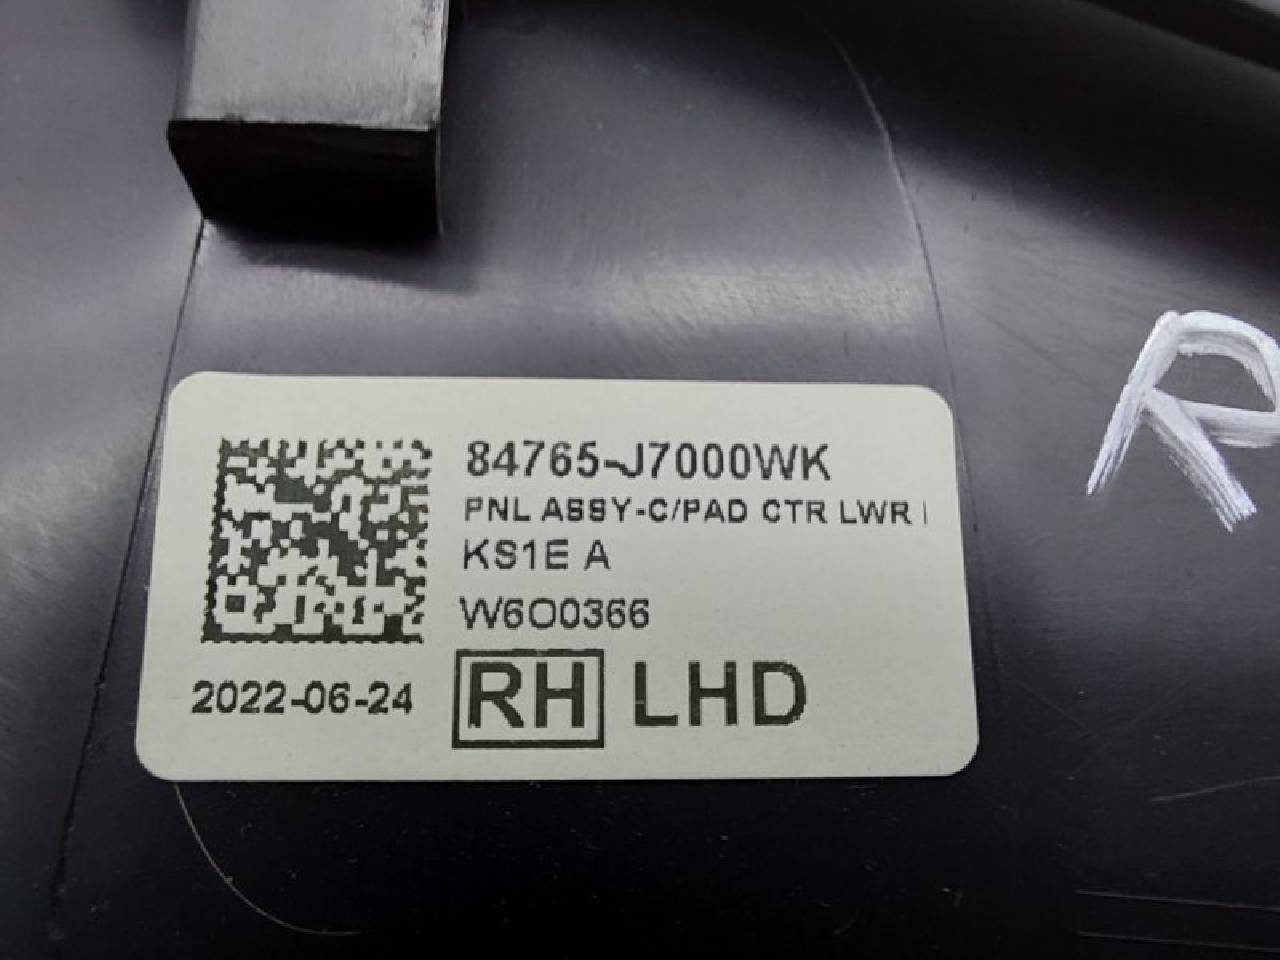 84765-J7000WK
PNL ASSY-C/PAD CTR LWR
KS1E A
W6O0366
2022-06-24 RH LHD
R